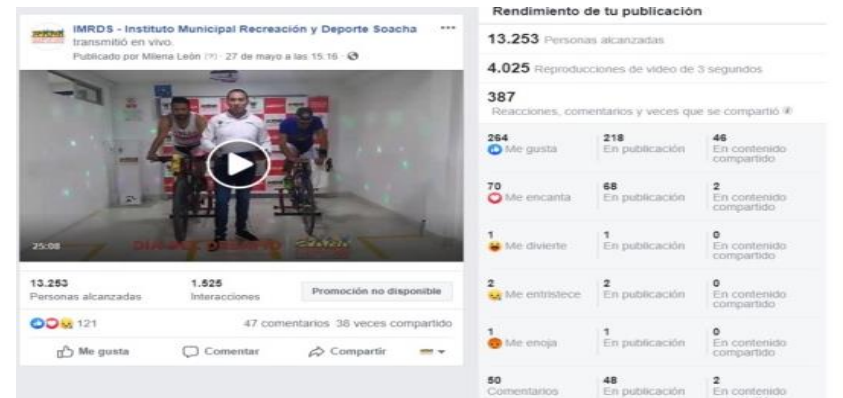 IMRDS - Instituto Municipal Recreación y Deporte Soacha
transmitió en vivo.
Publicado por Milena León (?) · 27 de mayo a las 15:16 ·
25:08
DIA DEL DESAFIO
13.253
Personas alcanzadas
1.525
Interacciones
Promoción no disponible
121
47 comentarios 38 veces compartido
Me gusta
Comentar
Compartir
Rendimiento de tu publicación
13.253 Personas alcanzadas
4.025 Reproducciones de video de 3 segundos
387
Reacciones, comentarios y veces que se compartió
264
Me gusta
218
En publicación
46
En contenido
compartido
70
Me encanta
68
En publicación
2
En contenido
compartido
1
Me divierte
1
En publicación
0
En contenido
compartido
2
Me entristece
2
En publicación
0
En contenido
compartido
1
Me enoja
1
En publicación
0
En contenido
compartido
50
Comentarios
48
En publicación
2
En contenido